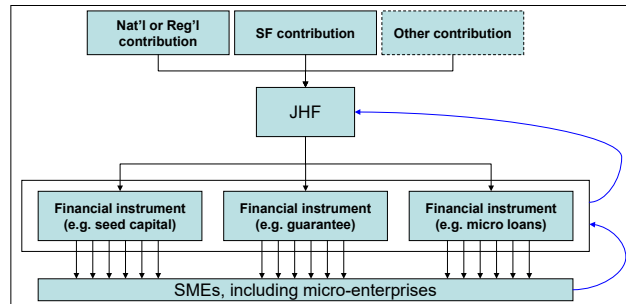 Nat'l or Reg'l
contribution
SF contribution
Other contribution
JHF
Financial instrument
(e.g. seed capital)
Financial instrument
(e.g. guarantee)
Financial instrument
(e.g. micro loans)
SMEs, including micro-enterprises